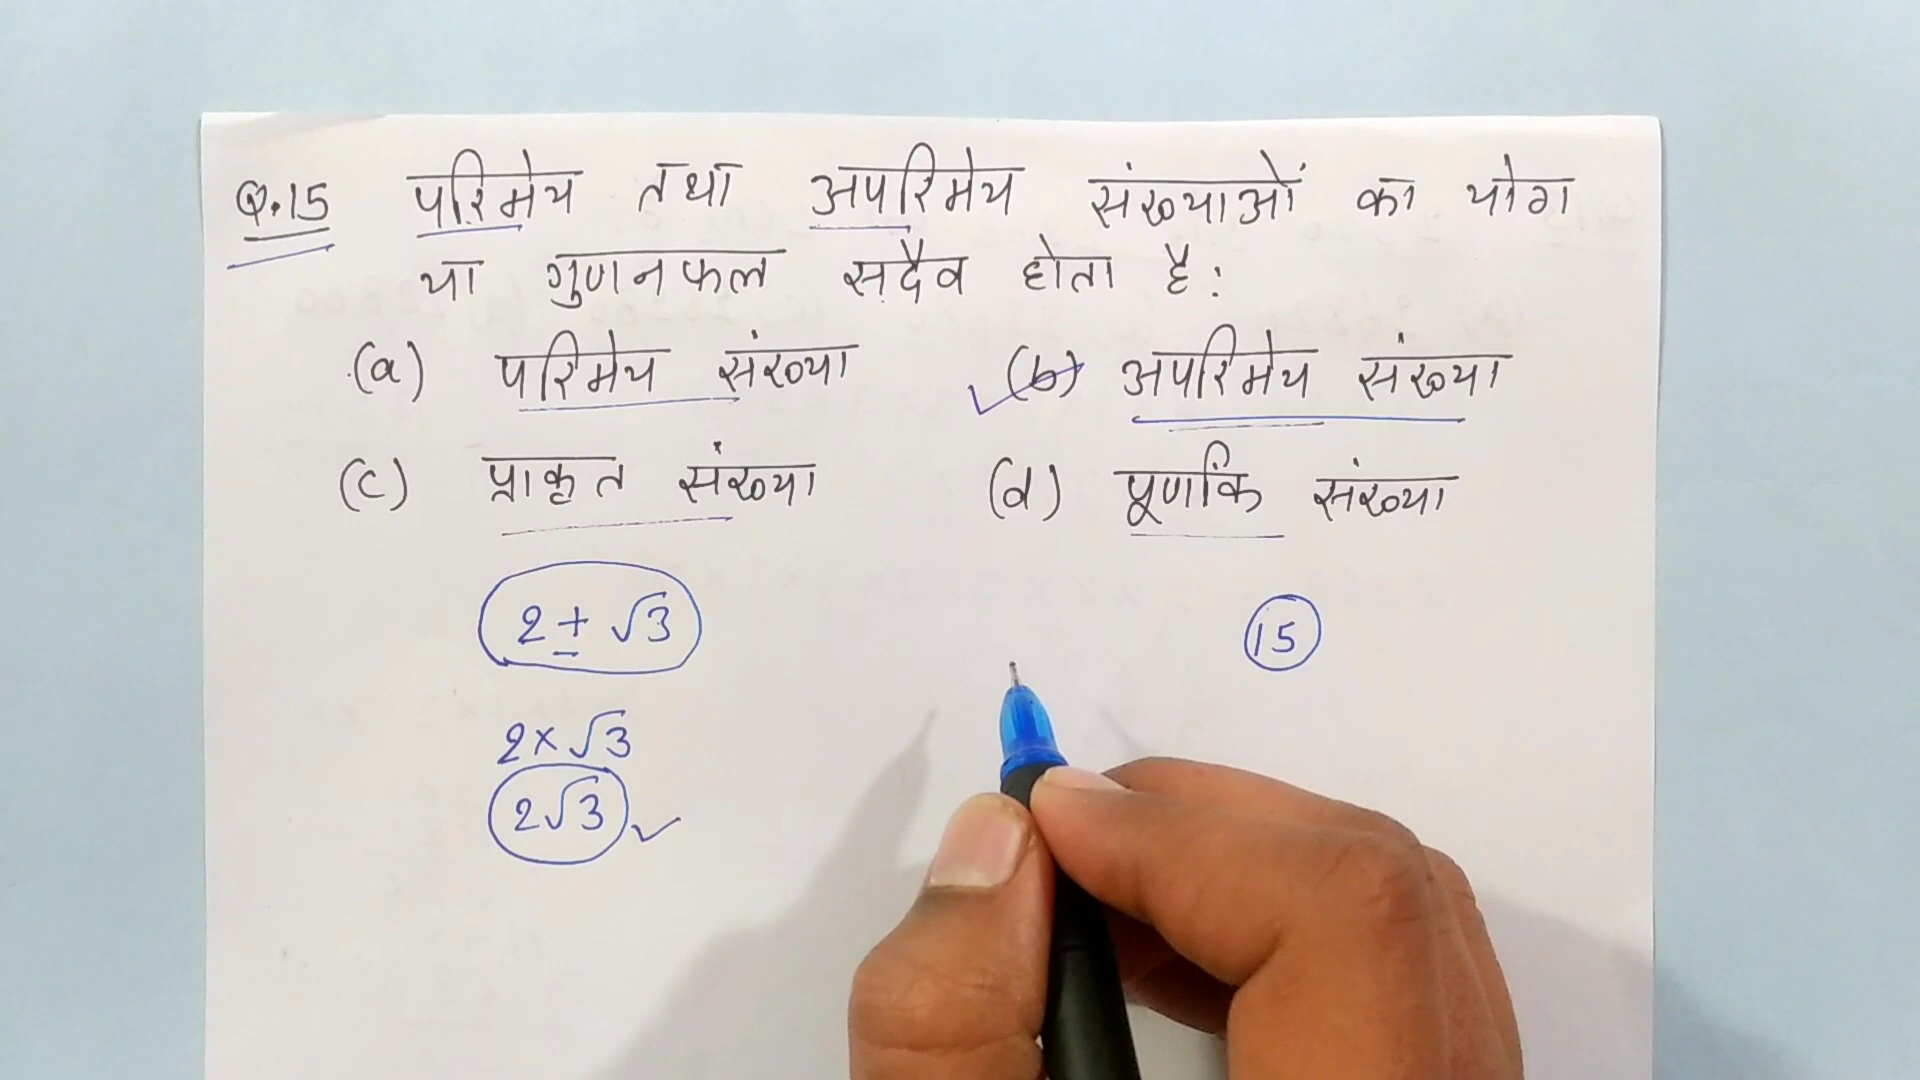 Q.15 परिमेय तथा अपरिमेय संख्याओं का योग
या गुणनफल सदैव होता है:
(a) परिमेय संख्या (b) अपरिमेय संख्या
(c) प्राकृत संख्या (d) पूर्णांक संख्या
2 ± √3 15
2×√3
2√3